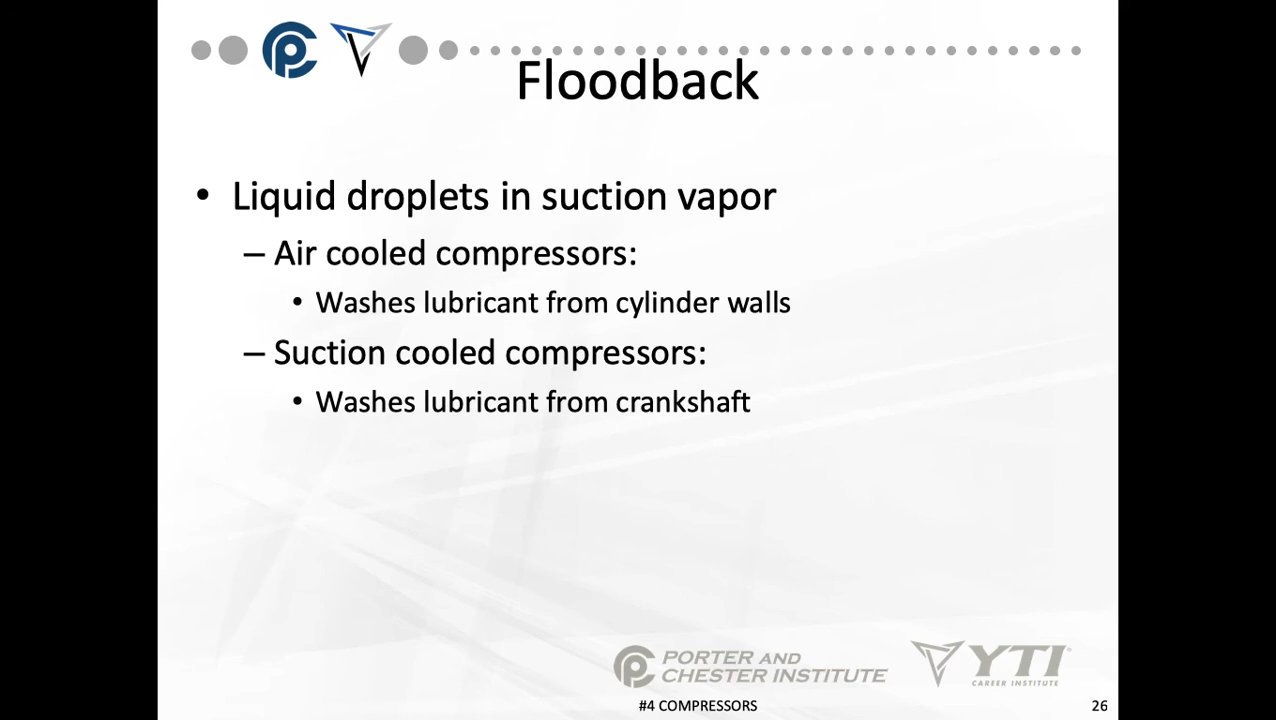 Floodback
• Liquid droplets in suction vapor
– Air cooled compressors:
• Washes lubricant from cylinder walls
– Suction cooled compressors:
• Washes lubricant from crankshaft
PORTER AND
CHESTER INSTITUTE
YTI
CAREER INSTITUTE
#4 COMPRESSORS
26